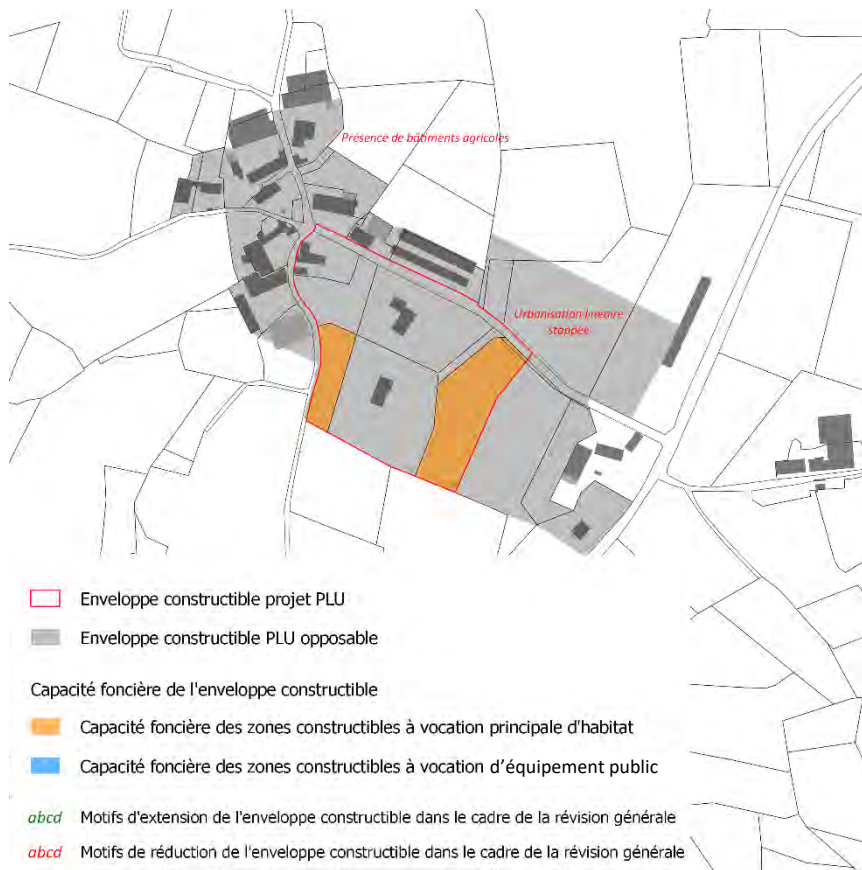 Présence de bâtiments agricoles
Urbanisation linéaire
stoppée
Enveloppe constructible projet PLU
Enveloppe constructible PLU opposable
Capacité foncière de l'enveloppe constructible
Capacité foncière des zones constructibles à vocation principale d'habitat
Capacité foncière des zones constructibles à vocation d’équipement public
abcd Motifs d'extension de l'enveloppe constructible dans le cadre de la révision générale
abcd Motifs de réduction de l'enveloppe constructible dans le cadre de la révision générale